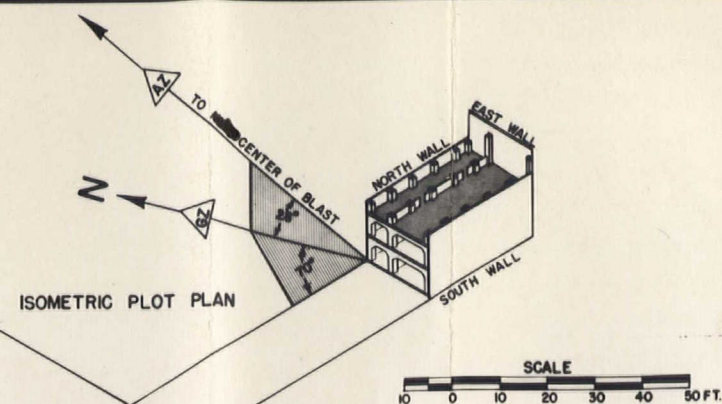 AZ
TO CENTER OF BLAST
EAST WALL
NORTH WALL
N
GZ
25°
70°
ISOMETRIC PLOT PLAN
SOUTH WALL
SCALE
10 0 10 20 30 40 50 FT.